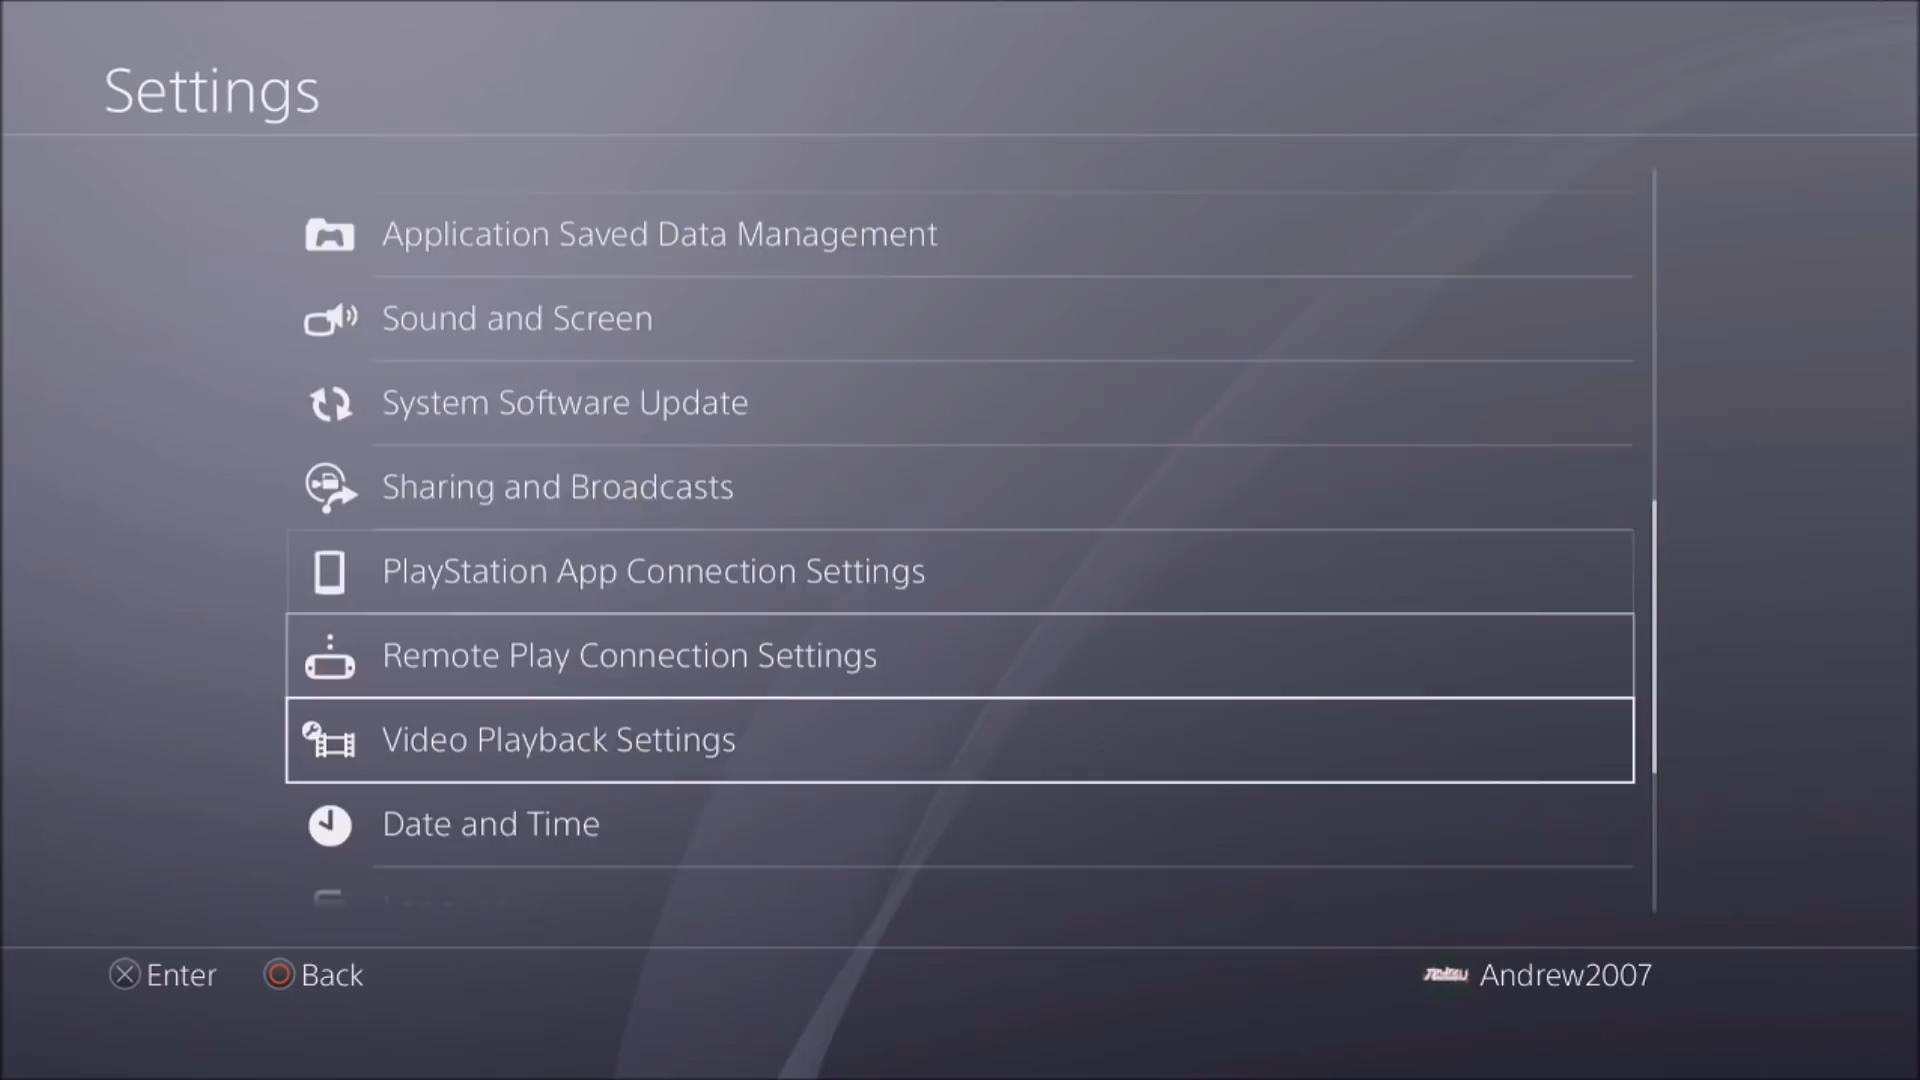 Settings
Application Saved Data Management
Sound and Screen
System Software Update
Sharing and Broadcasts
PlayStation App Connection Settings
Remote Play Connection Settings
Video Playback Settings
Date and Time
Enter
Back
Andrew2007